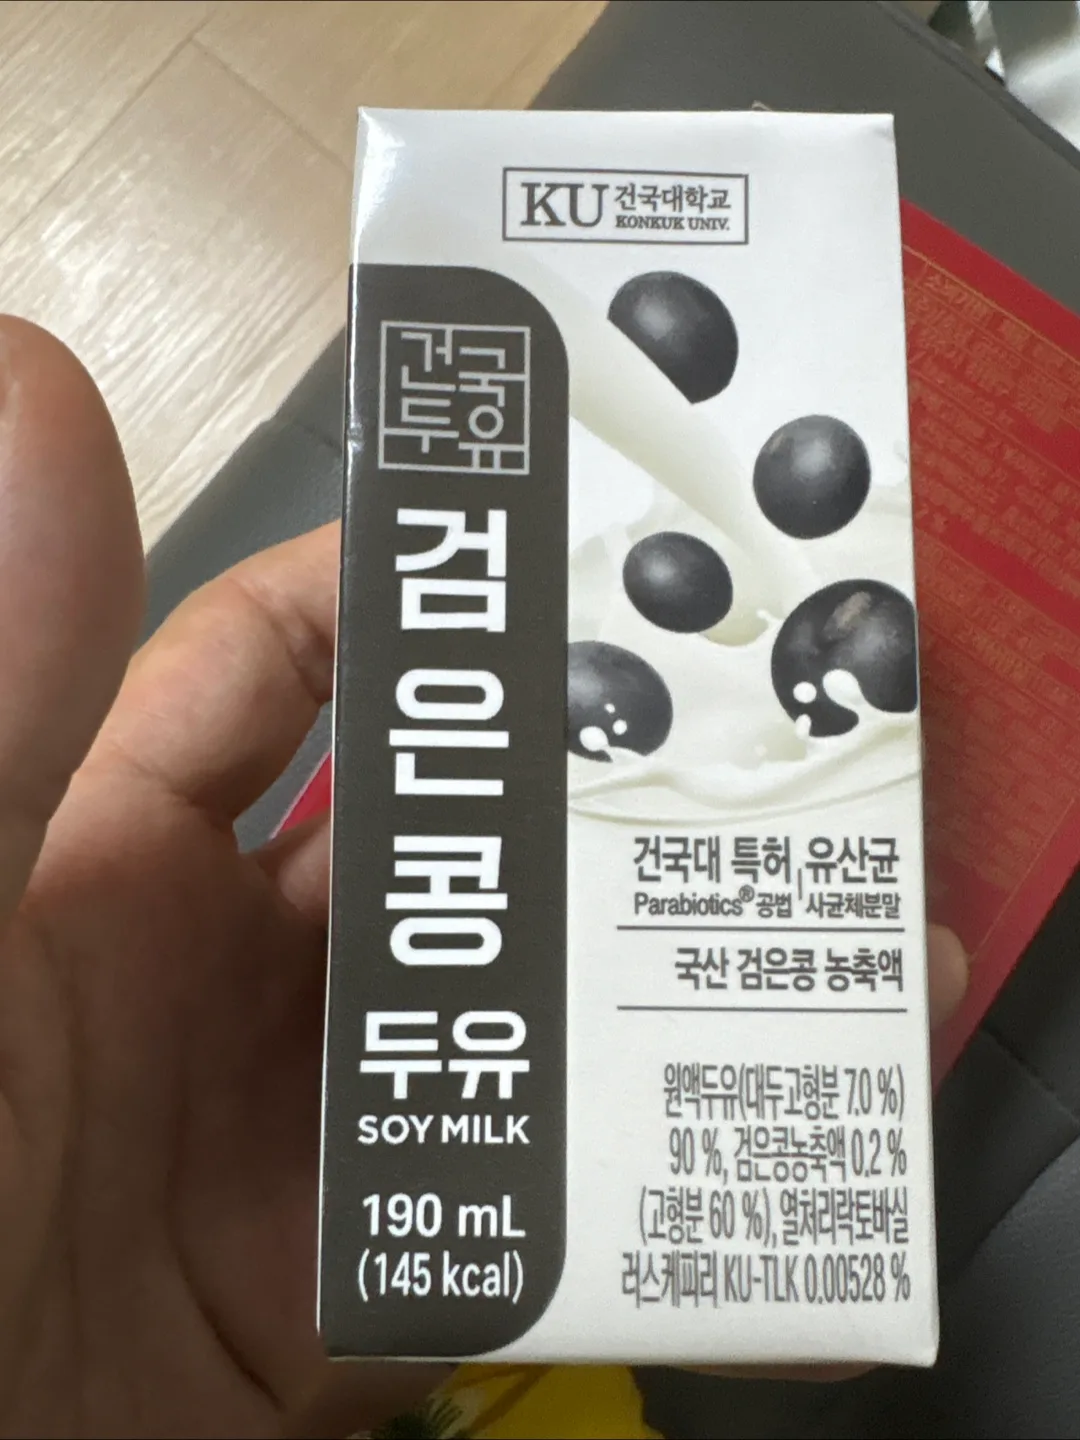 KU 건국대학교
KONKUK UNIV.
건국
두유
검은콩
두유
SOY MILK
190 mL
(145 kcal)
건국대 특허 유산균
Parabiotics® 공법 사균체분말
국산 검은콩 농축액
원액두유(대두고형분 7.0 %)
90 %, 검은콩농축액 0.2 %
(고형분 60 %), 열처리락토바실
러스케피리 KU-TLK 0.00528 %